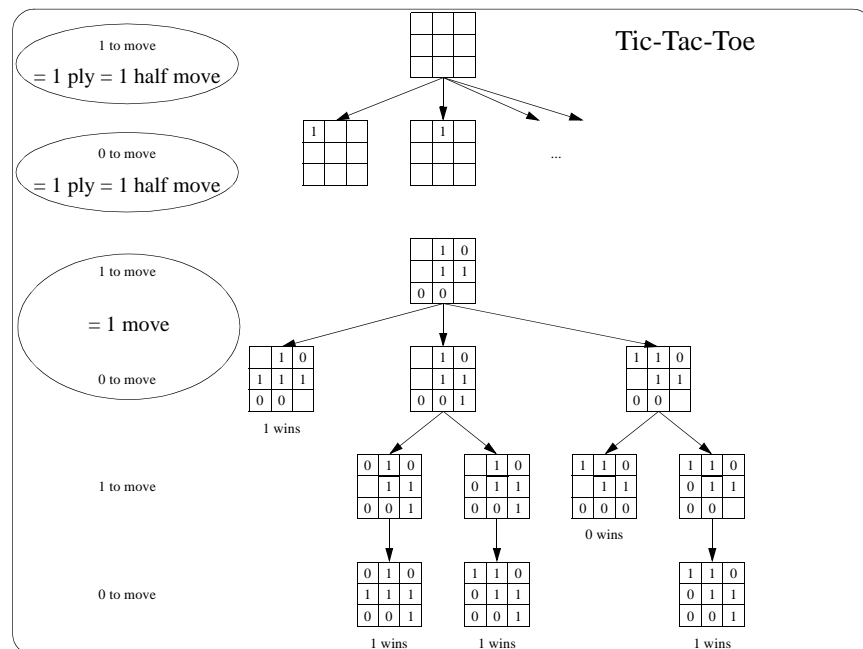 Tic-Tac-Toe
1 to move
= 1 ply = 1 half move
1
1
0 to move
= 1 ply = 1 half move
...
1 0
1 1
0 0
1 to move
= 1 move
0 to move
1 0
1 1 1
0 0
1 wins
1 0
1 1
0 0 1
1 1 0
1 1
0 0
1 to move
0 1 0
1 1
0 0 1
1 0
0 1 1
0 0 1
1 1 0
1 1
0 0 0
0 wins
1 1 0
0 1 1
0 0
0 to move
0 1 0
1 1 1
0 0 1
1 wins
1 1 0
0 1 1
0 0 1
1 wins
1 1 0
0 1 1
0 0 1
1 wins